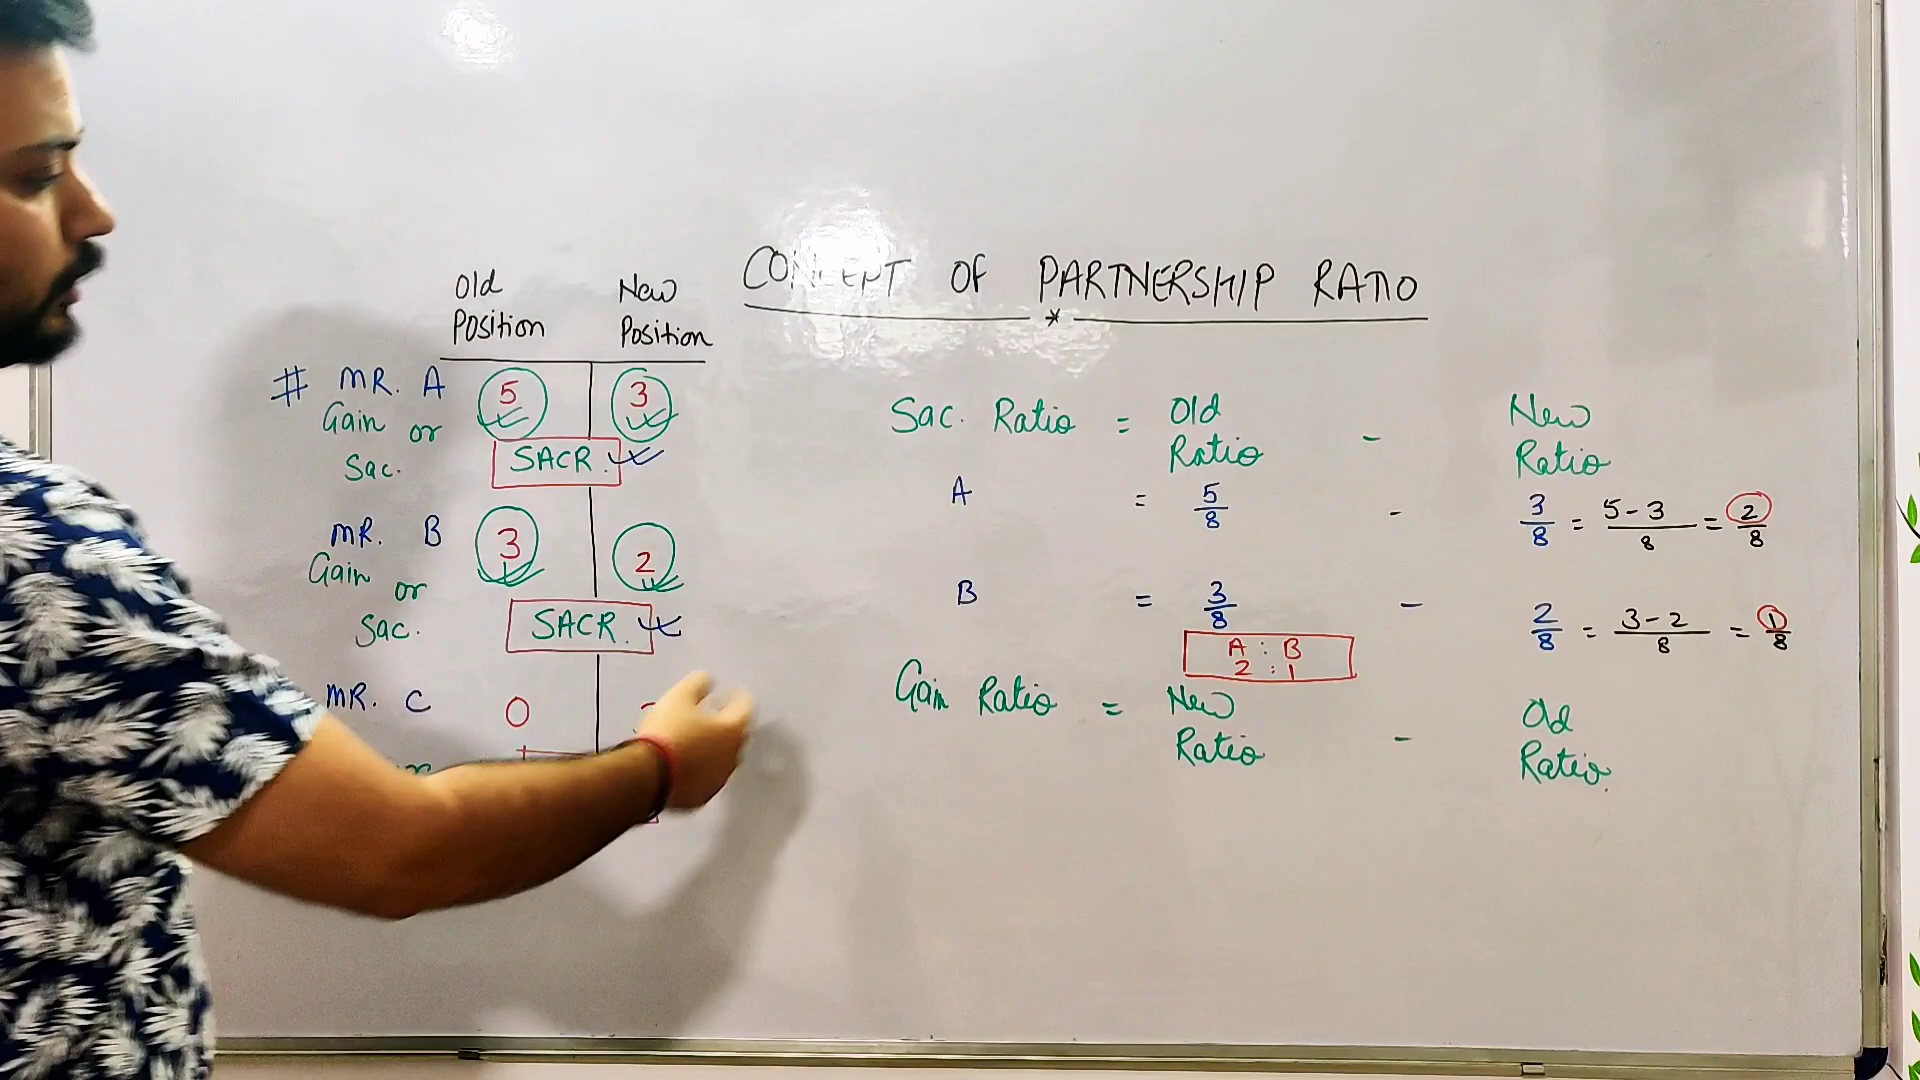 CONCEPT OF PARTNERSHIP RATIO
*
Old Position
New Position
# MR. A 5 3
Gain or
Sac.
SACR.
MR. B 3 2
Gain or
Sac.
SACR.
MR. C 0
Sac. Ratio = Old Ratio - New Ratio
A = 5/8 - 3/8 = 5-3/8 = 2/8
B = 3/8 - 2/8 = 3-2/8 = 1/8
A : B
2 : 1
Gain Ratio = New Ratio - Old Ratio.